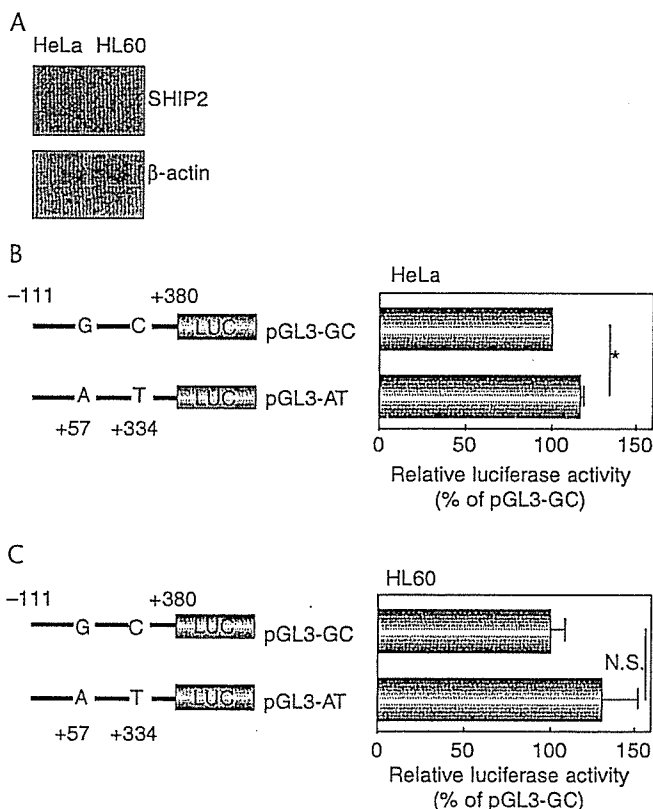 A
HeLa HL60
SHIP2
β-actin
B
–111 +380
G C LUC pGL3-GC
A T LUC pGL3-AT
+57 +334
HeLa
*
0 50 100 150
Relative luciferase activity
(% of pGL3-GC)
C
–111 +380
G C LUC pGL3-GC
A T LUC pGL3-AT
+57 +334
HL60
N.S.
0 50 100 150
Relative luciferase activity
(% of pGL3-GC)